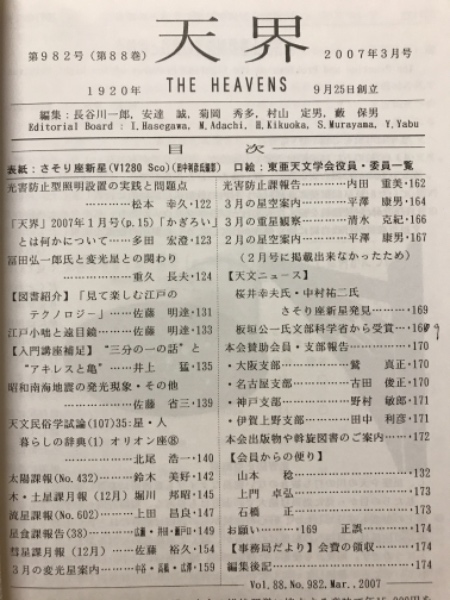 第982号(第88巻)
天界
2007年3月号
1920年
THE HEAVENS
9月25日創立
編集:長谷川一郎, 安達 誠, 菊岡 秀多, 村山 定男, 藪 保男
Editorial Board : I.Hasegawa, M.Adachi, H.Kikuoka, S.Murayama, Y.Yabu
目 次
表紙:さそり座新星(V1280 Sco)(田中利彦氏撮影) 口絵:東亜天文学会役員・委員一覧
光害防止型照明設置の実践と問題点
…………松本 幸久・122
「天界」2007年1月号(p.15)「かぎろい」
とは何かについて……多田 宏澄・123
冨田弘一郎氏と変光星との関わり
…………重久 長夫・124
【図書紹介】「見て楽しむ江戸の
テクノロジー」……佐藤 明達・131
江戸小咄と遠目鏡………佐藤 明達・133
【入門講座補足】“三分の一の話”と
“アキレスと亀”……井上 猛・135
昭和南海地震の発光現象・その他
…………佐藤 省三・139
天文民俗学試論(107)35:星・人
暮らしの辞典(1) オリオン座⑧
…………北尾 浩一・140
太陽課報(No.432)………鈴木 美好・142
木・土星課月報(12月) 堀川 邦昭・145
流星課報(No.602)………上田 昌良・147
星食課報告(38)…………広瀬・井田・瀬戸口・149
彗星課月報(12月)……佐藤 裕久・154
3月の変光星案内………中谷・高橋・広沢・159
光害防止課報告…………内田 重美・162
3月の星空案内…………平澤 康男・164
3月の重星観察…………清水 克紀・166
2月の星空案内…………平澤 康男・167
(2月号に掲載出来なかったため)
【天文ニュース】
桜井幸夫氏・中村祐二氏
さそり座新星発見………169
板垣公一氏文部科学省から受賞…169
本会賛助会員・支部報告…………170
・大阪支部……………鷲 真正・170
・名古屋支部…………古田 俊正・170
・神戸支部……………野村 敏郎・171
・伊賀上野支部………田中 利彦・171
本会出版物や斡旋図書のご案内……172
【会員からの便り】
山本 稔……………………132
上門 卓弘……………………173
石橋 正……………………173
お願い………169 正誤…………174
【事務局だより】会費の領収………174
編集後記……………………………174
Vol.88, No.982, Mar., 2007